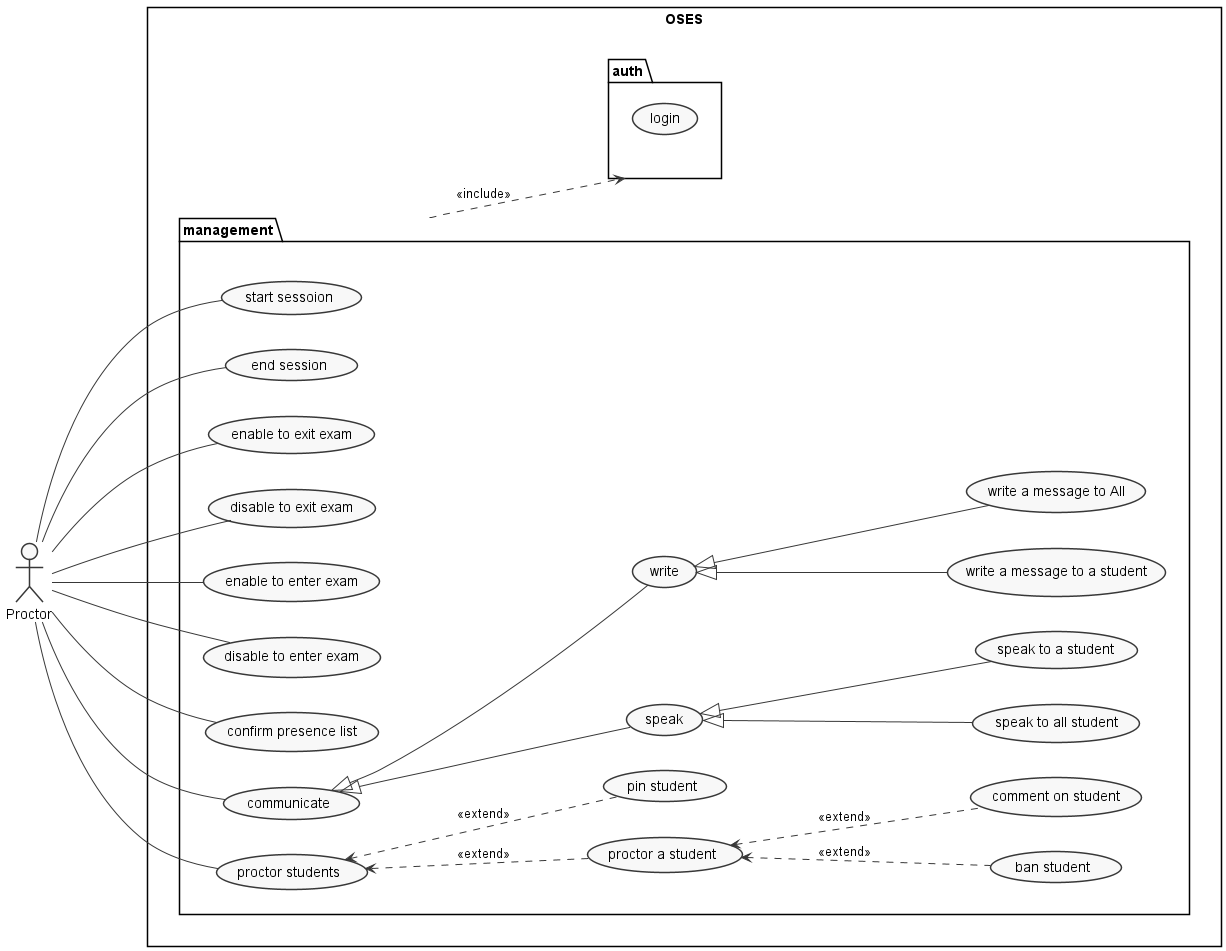 OSES
auth
login
«include»
management
start sessoion
end session
enable to exit exam
disable to exit exam
enable to enter exam
disable to enter exam
confirm presence list
communicate
proctor students
Proctor
write
speak
pin student
proctor a student
«extend»
«extend»
write a message to All
write a message to a student
speak to a student
speak to all student
comment on student
ban student
«extend»
«extend»